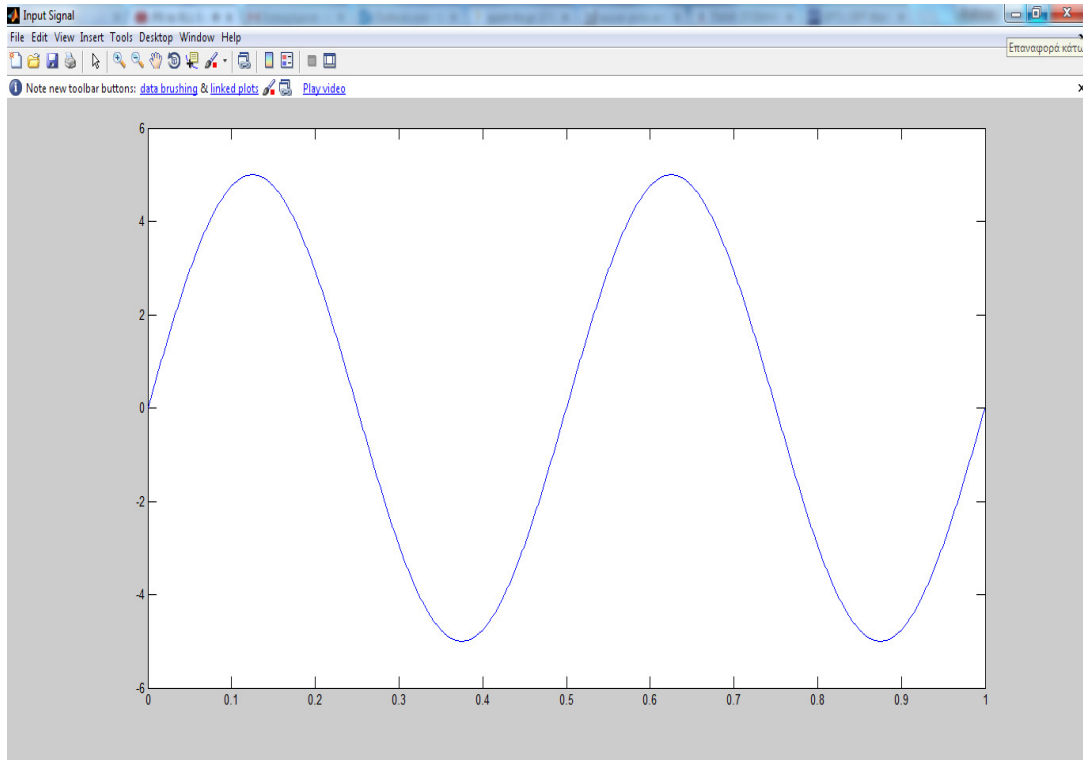 Input Signal
File Edit View Insert Tools Desktop Window Help
Επαναφορά κάτω
Note new toolbar buttons: data brushing & linked plots Play video
6
4
2
0
-2
-4
-6
0 0.1 0.2 0.3 0.4 0.5 0.6 0.7 0.8 0.9 1